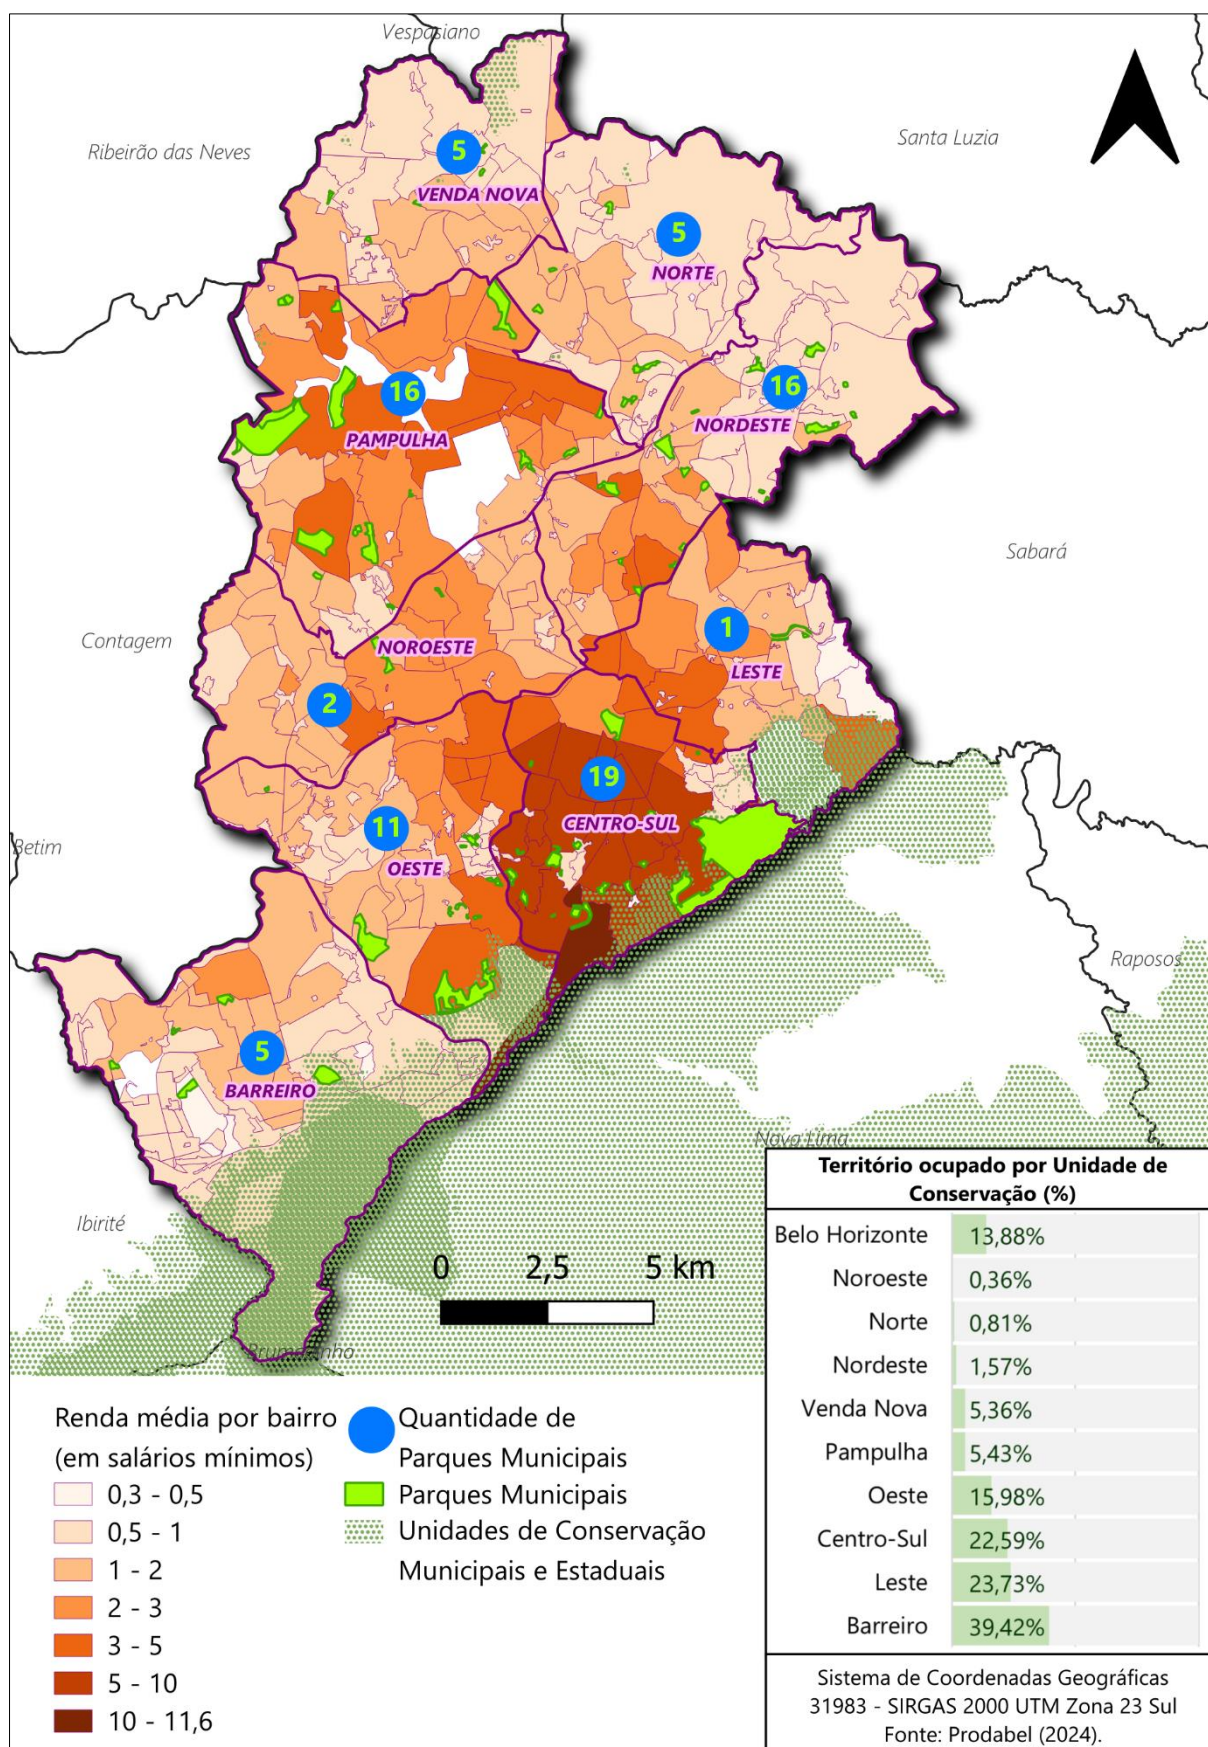 Vespasiano
Santa Luzia
Ribeirão das Neves
5
VENDA NOVA
5
NORTE
16
PAMPULHA
16
NORDESTE
Sabará
Contagem
NOROESTE
1
LESTE
2
19
CENTRO-SUL
11
OESTE
Betim
Raposos
5
BARREIRO
Nova Lima
Ibirité
Brumadinho
0 2,5 5 km
Território ocupado por Unidade de
Conservação (%)
Belo Horizonte 13,88%
Noroeste 0,36%
Norte 0,81%
Nordeste 1,57%
Venda Nova 5,36%
Pampulha 5,43%
Oeste 15,98%
Centro-Sul 22,59%
Leste 23,73%
Barreiro 39,42%
Sistema de Coordenadas Geográficas
31983 - SIRGAS 2000 UTM Zona 23 Sul
Fonte: Prodabel (2024).
Renda média por bairro
(em salários mínimos)
0,3 - 0,5
0,5 - 1
1 - 2
2 - 3
3 - 5
5 - 10
10 - 11,6
Quantidade de
Parques Municipais
Parques Municipais
Unidades de Conservação
Municipais e Estaduais